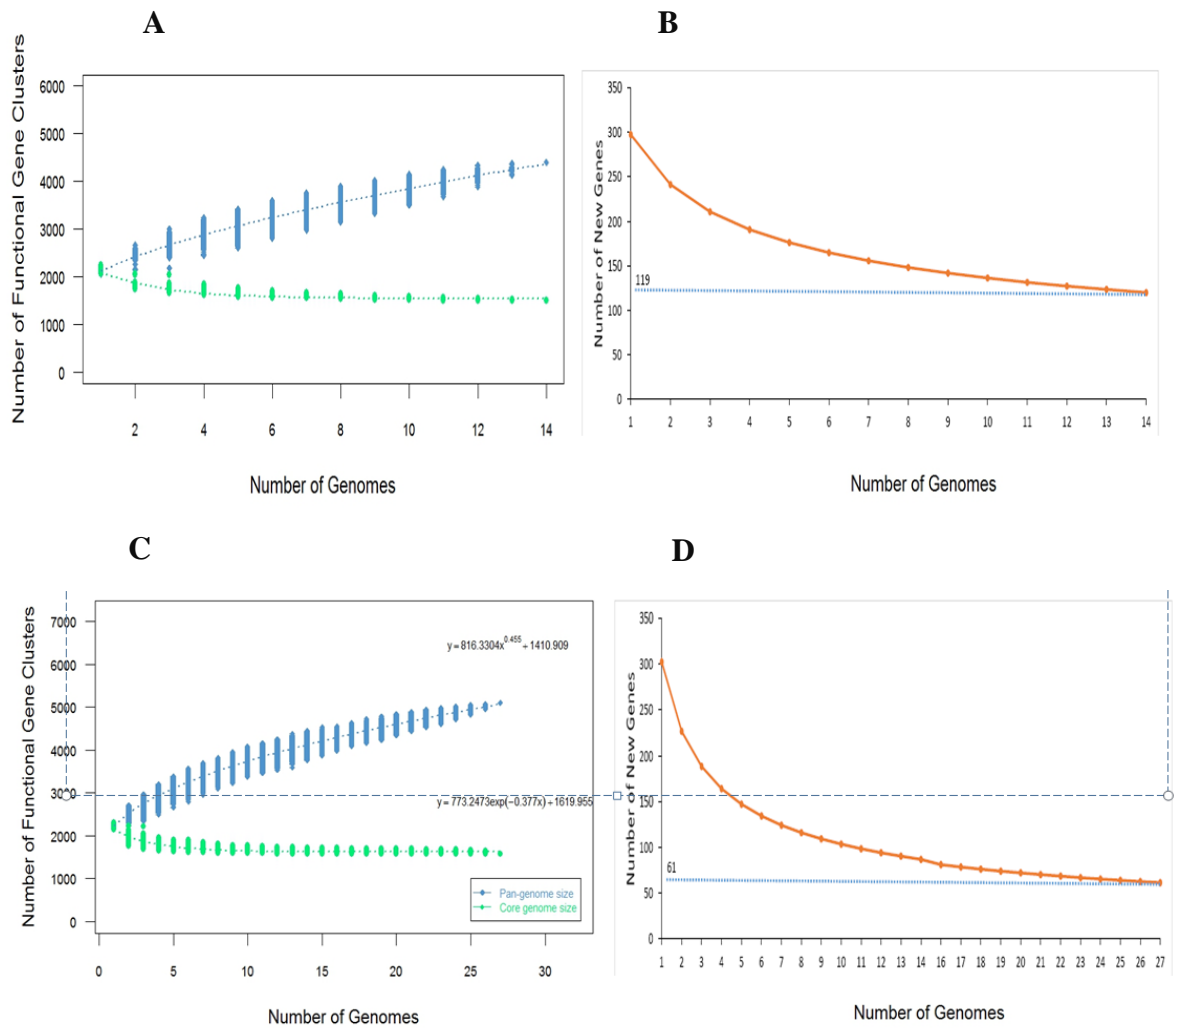 A
B
Number of Functional Gene Clusters
6000
5000
4000
3000
2000
1000
0
2 4 6 8 10 12 14
Number of Genomes
Number of New Genes
350
300
250
200
150
100
50
0
119
1 2 3 4 5 6 7 8 9 10 11 12 13 14
Number of Genomes
C
D
Number of Functional Gene Clusters
7000
6000
5000
4000
3000
2000
1000
0
y = 816.3304x^0.455 + 1410.909
y = 773.2473exp(−0.377x) + 1619.955
Pan-genome size
Core genome size
0 5 10 15 20 25 30
Number of Genomes
Number of New Genes
350
300
250
200
150
100
50
0
61
1 2 3 4 5 6 7 8 9 10 11 12 13 14 15 16 17 18 19 20 21 22 23 24 25 26 27
Number of Genomes